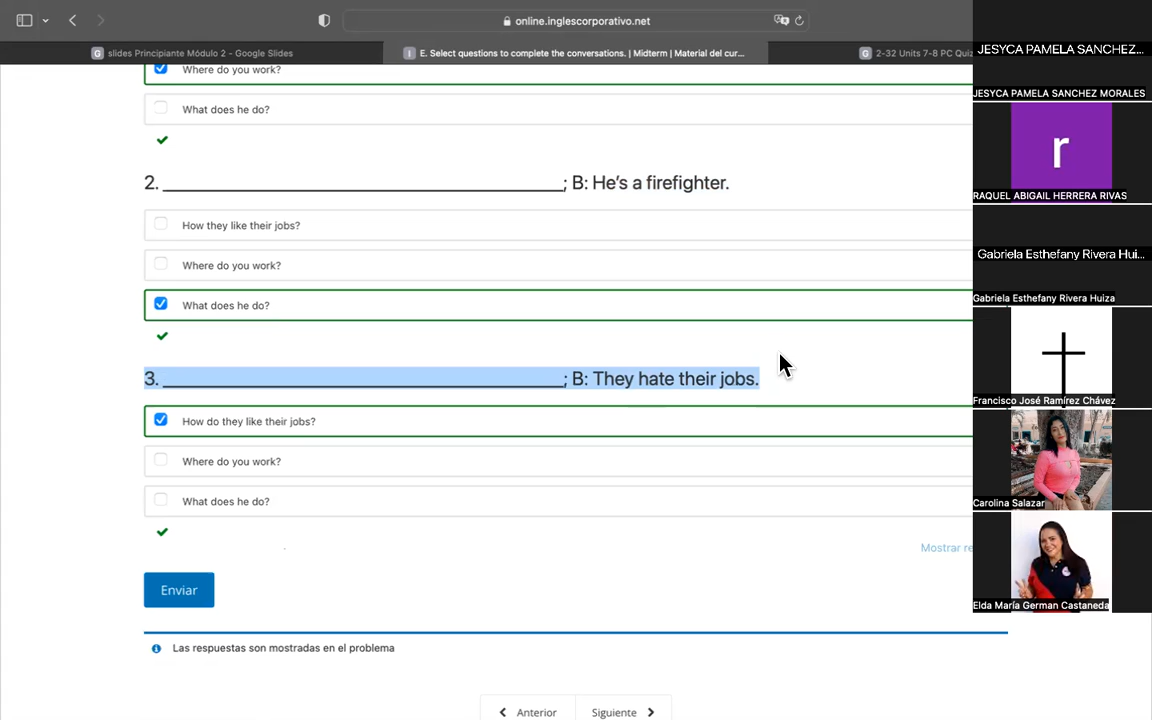 online.inglescorporativo.net
G slides Principiante Módulo 2 - Google Slides
I E. Select questions to complete the conversations. | Midterm | Material del cur...
G 2-32 Units 7-8 PC Quiz
Where do you work?
What does he do?
2. ________________________________________; B: He's a firefighter.
How they like their jobs?
Where do you work?
What does he do?
3. ________________________________________; B: They hate their jobs.
How do they like their jobs?
Where do you work?
What does he do?
Mostrar re
Enviar
Las respuestas son mostradas en el problema
Anterior
Siguiente
JESYCA PAMELA SANCHEZ...
JESYCA PAMELA SANCHEZ MORALES
r
RAQUEL ABIGAIL HERRERA RIVAS
Gabriela Esthefany Rivera Hui...
Gabriela Esthefany Rivera Huiza
Francisco José Ramírez Chávez
Carolina Salazar
Elda María German Castaneda